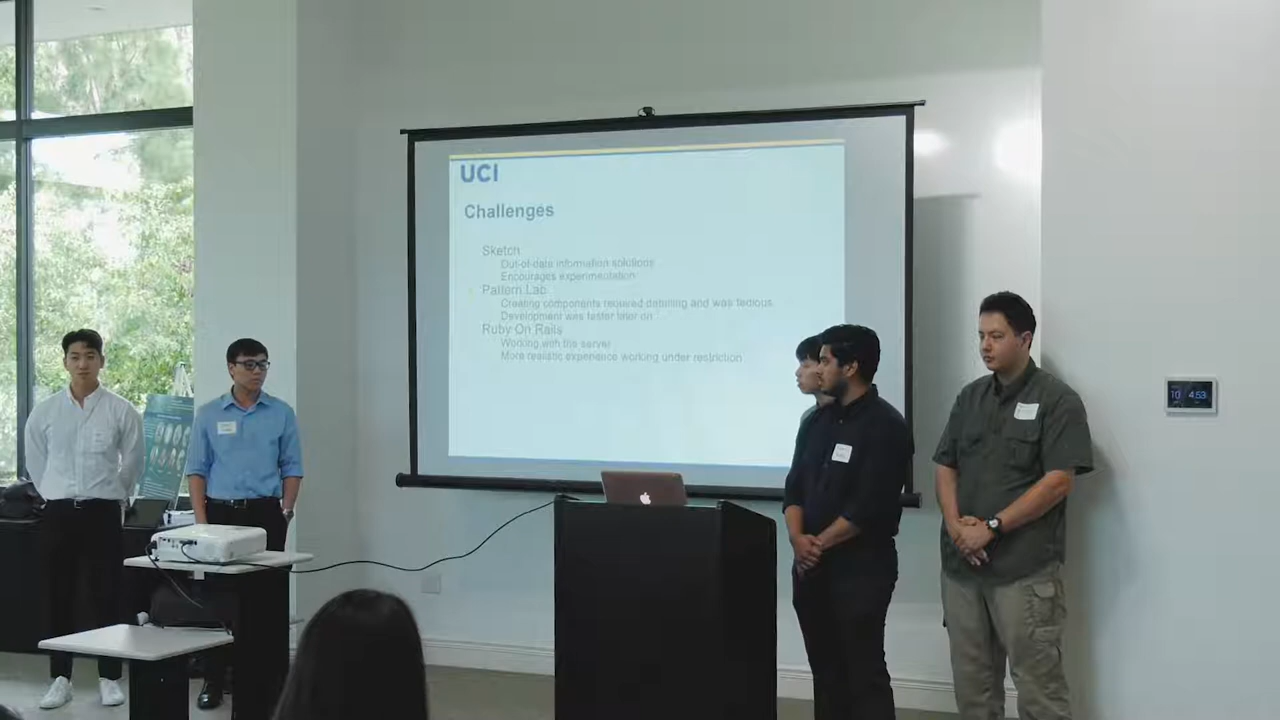 UCI
Challenges
Sketch
Out-of-date information solutions
Encourages experimentation
Pattern Lab
Creating components required detailing and was tedious
Development was faster later on
Ruby On Rails
Working with the server
More realistic experience working under restriction
10 4:53